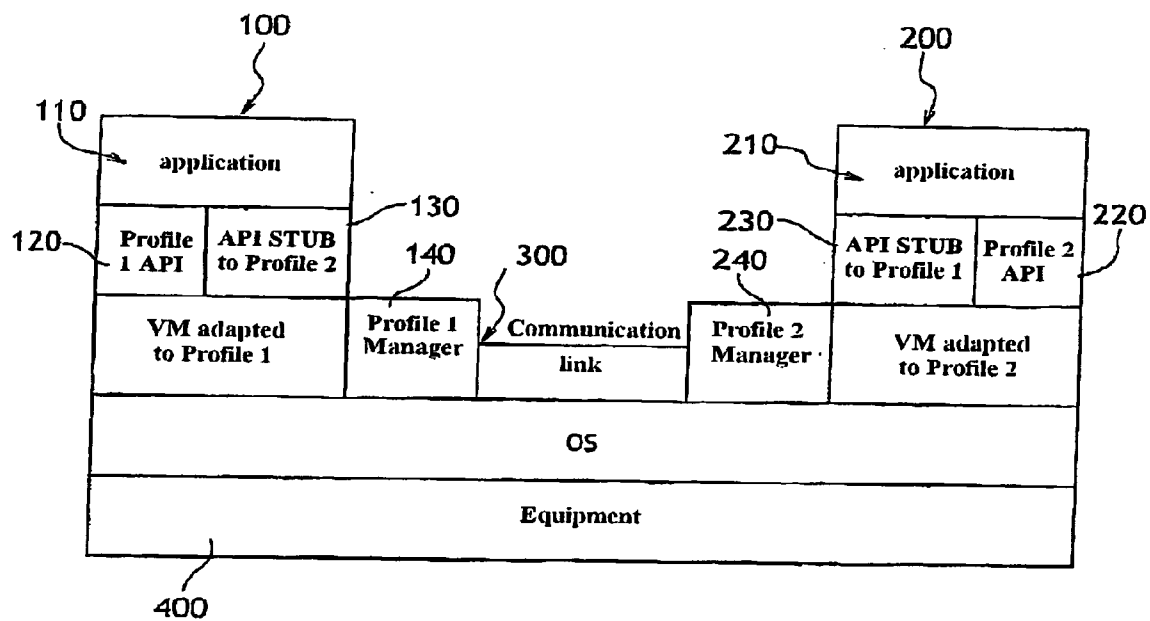 100
200
110
application
210
application
120
Profile
1 API
API STUB
to Profile 2
130
230
API STUB
to Profile 1
Profile 2
API
220
140
300
240
VM adapted
to Profile 1
Profile 1
Manager
Communication
link
Profile 2
Manager
VM adapted
to Profile 2
OS
Equipment
400